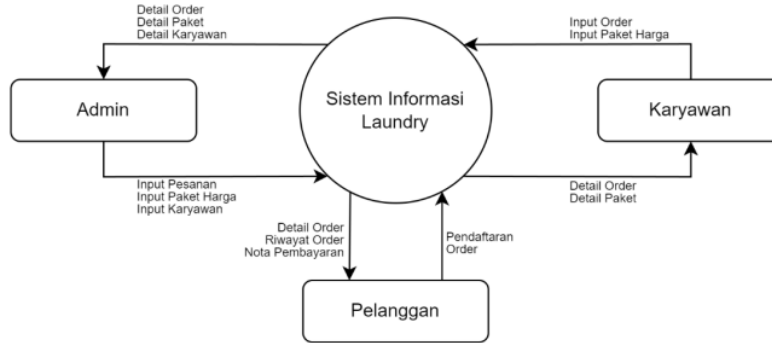 Detail Order
Detail Paket
Detail Karyawan
Input Order
Input Paket Harga
Admin
Sistem Informasi
Laundry
Karyawan
Input Pesanan
Input Paket Harga
Input Karyawan
Detail Order
Detail Paket
Detail Order
Riwayat Order
Nota Pembayaran
Pendaftaran
Order
Pelanggan